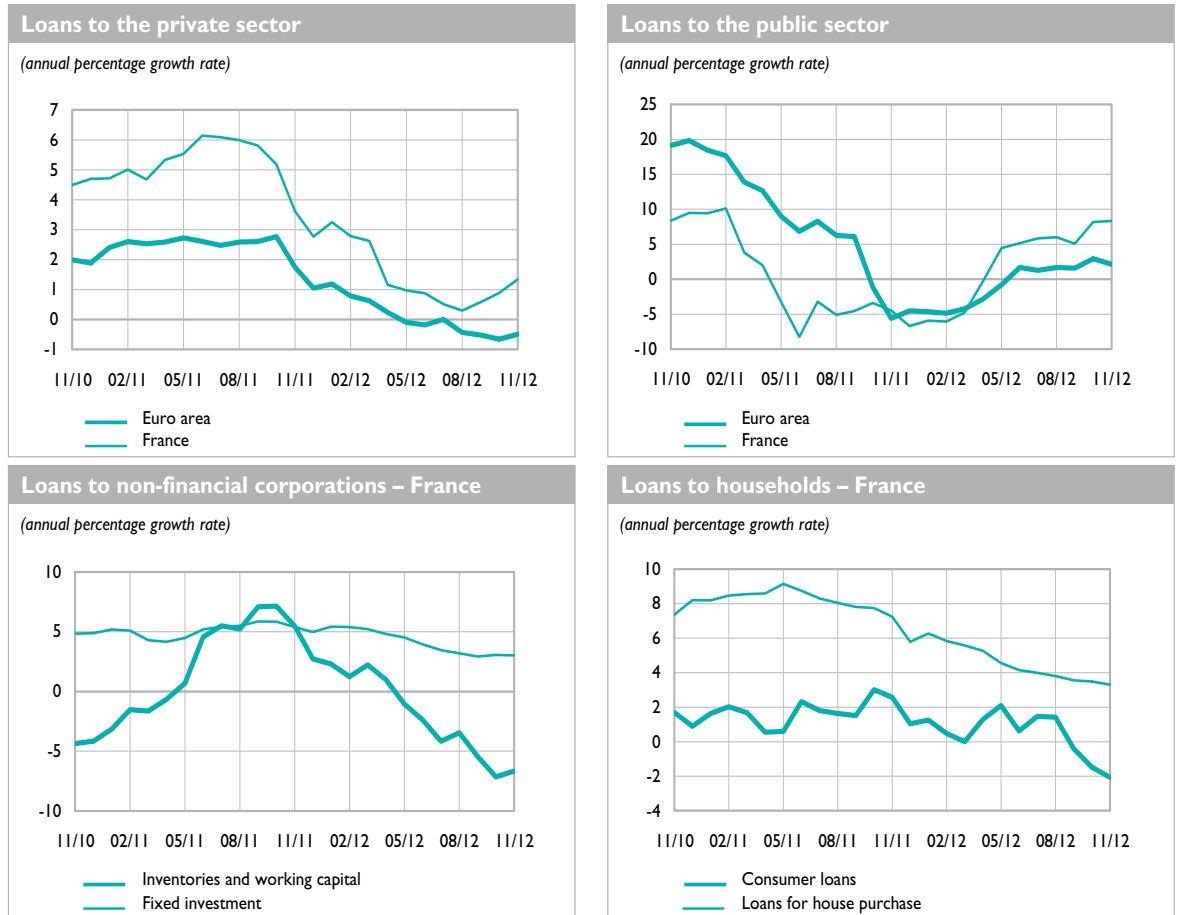 Loans to the private sector
(annual percentage growth rate)
7
6
5
4
3
2
1
0
-1
11/10 02/11 05/11 08/11 11/11 02/12 05/12 08/12 11/12
Euro area
France
Loans to the public sector
(annual percentage growth rate)
25
20
15
10
5
0
-5
-10
11/10 02/11 05/11 08/11 11/11 02/12 05/12 08/12 11/12
Euro area
France
Loans to non-financial corporations – France
(annual percentage growth rate)
10
5
0
-5
-10
11/10 02/11 05/11 08/11 11/11 02/12 05/12 08/12 11/12
Inventories and working capital
Fixed investment
Loans to households – France
(annual percentage growth rate)
10
8
6
4
2
0
-2
-4
11/10 02/11 05/11 08/11 11/11 02/12 05/12 08/12 11/12
Consumer loans
Loans for house purchase